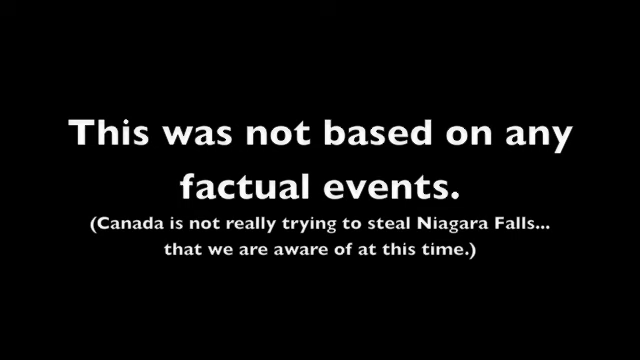 This was not based on any
factual events.
(Canada is not really trying to steal Niagara Falls...
that we are aware of at this time.)